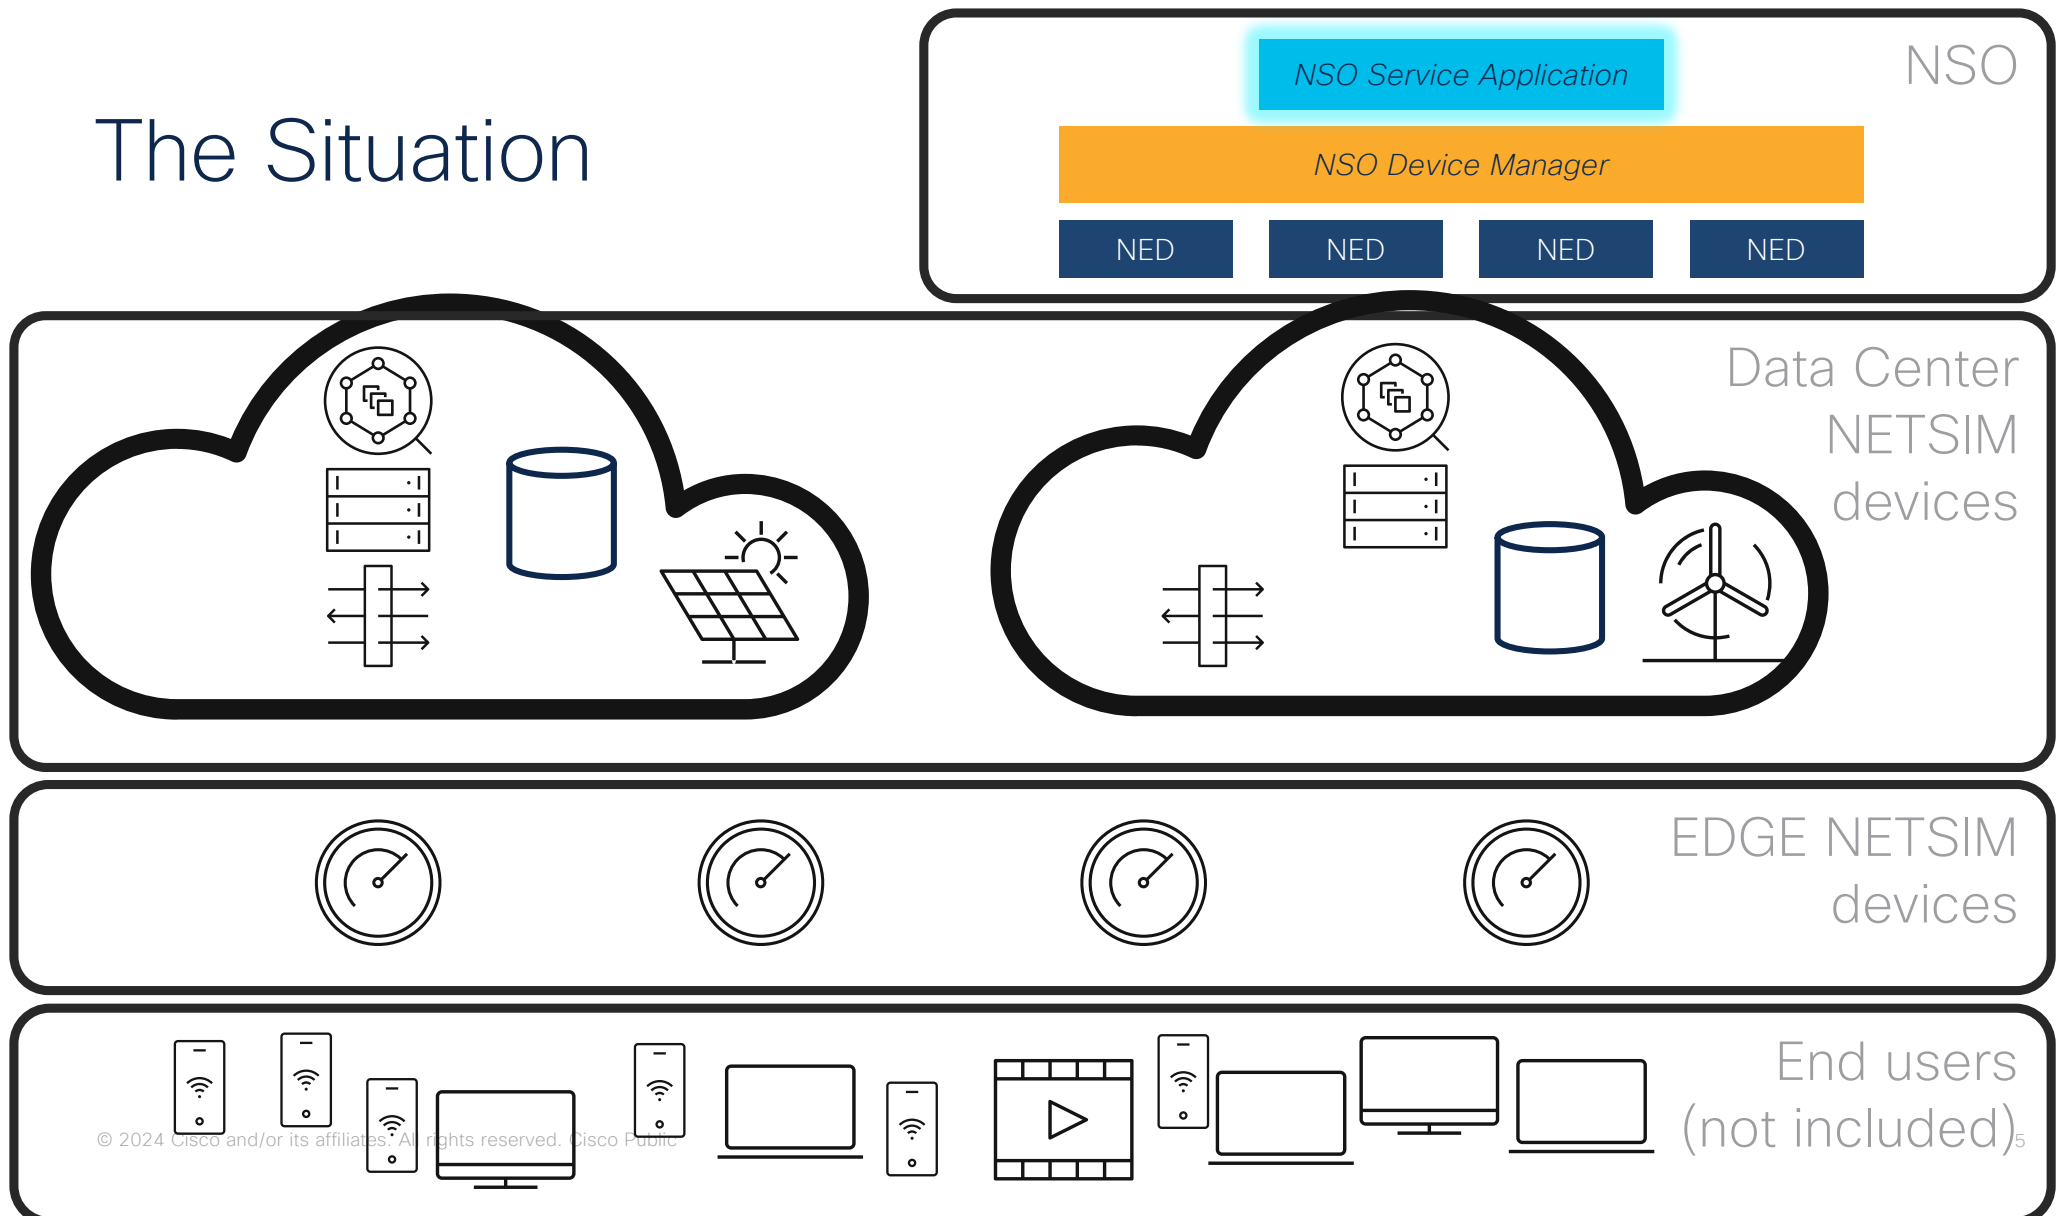 The Situation
NSO
NSO Service Application
NSO Device Manager
NED NED NED NED
Data Center
NETSIM
devices
EDGE NETSIM
devices
End users
(not included)
© 2024 Cisco and/or its affiliates. All rights reserved. Cisco Public
5